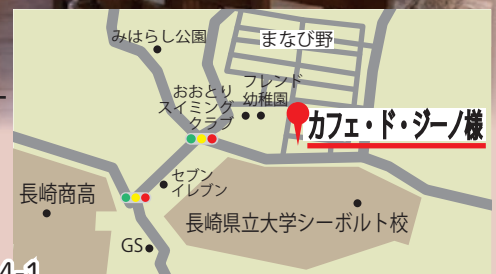 みはらし公園
まなび野
おおとり
スイミング
クラブ
フレンド
幼稚園
カフェ・ド・ジーノ様
セブン
イレブン
長崎商高
長崎県立大学シーボルト校
GS
4-1